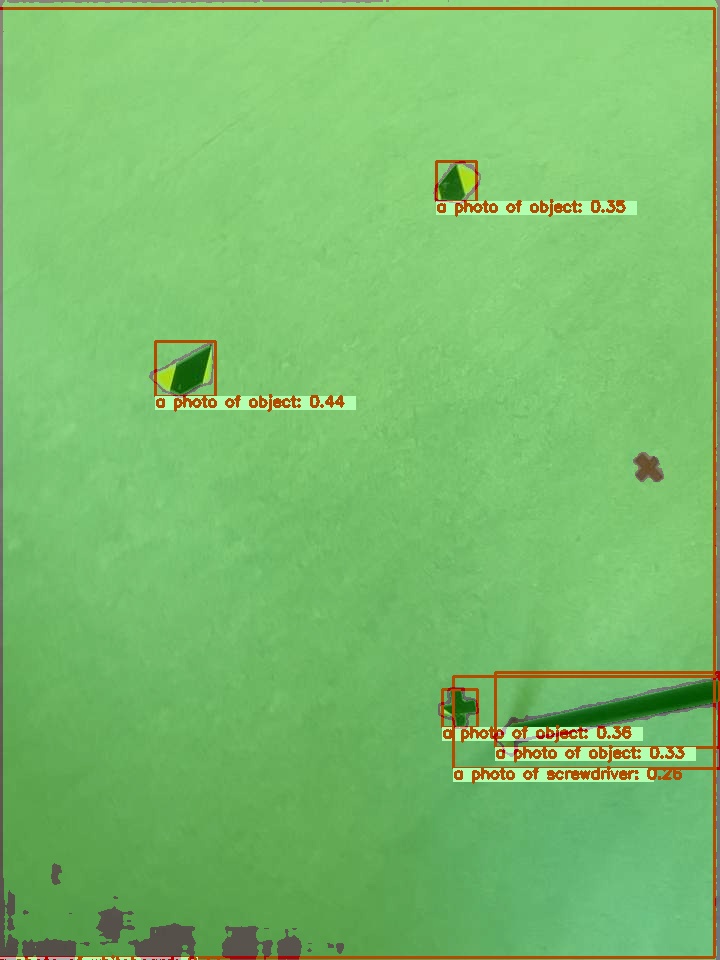 a photo of object: 0.35
a photo of object: 0.44
a photo of object: 0.36
a photo of object: 0.33
a photo of screwdriver: 0.26